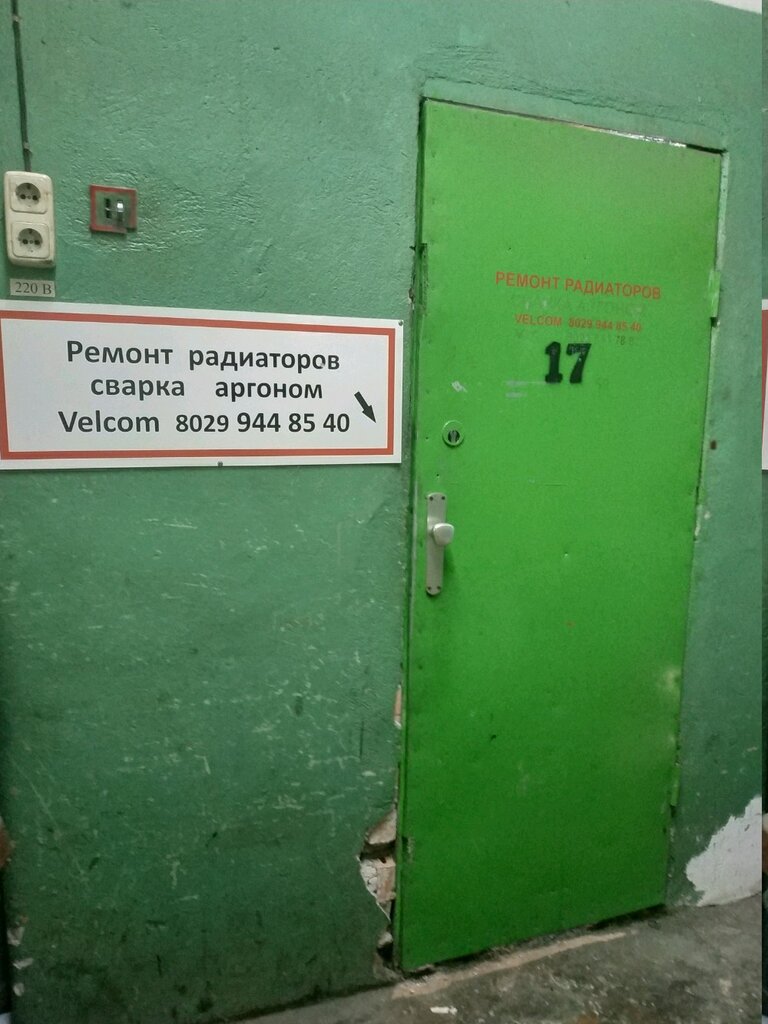 220 В
Ремонт радиаторов
сварка аргоном
Velcom 8029 944 85 40
РЕМОНТ РАДИАТОРОВ
VELCOM 8029 944 85 40
17